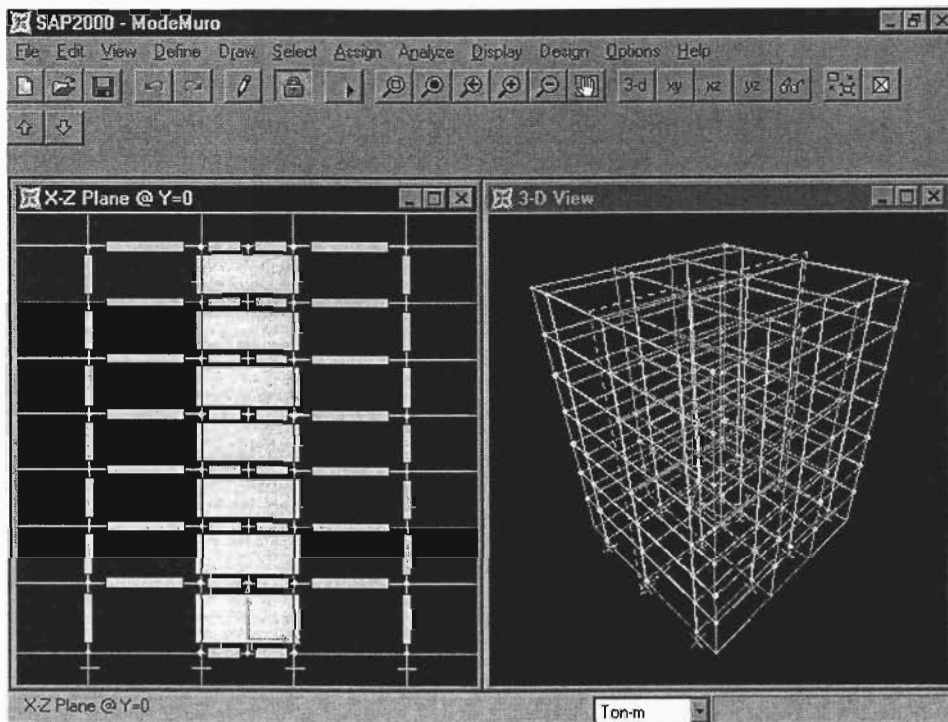 SAP2000 - ModeMuro
File Edit View Define Draw Select Assign Analyze Display Design Options Help
3-d xy xz yz
X-Z Plane @ Y=0
3-D View
X-Z Plane @ Y=0
Ton-m